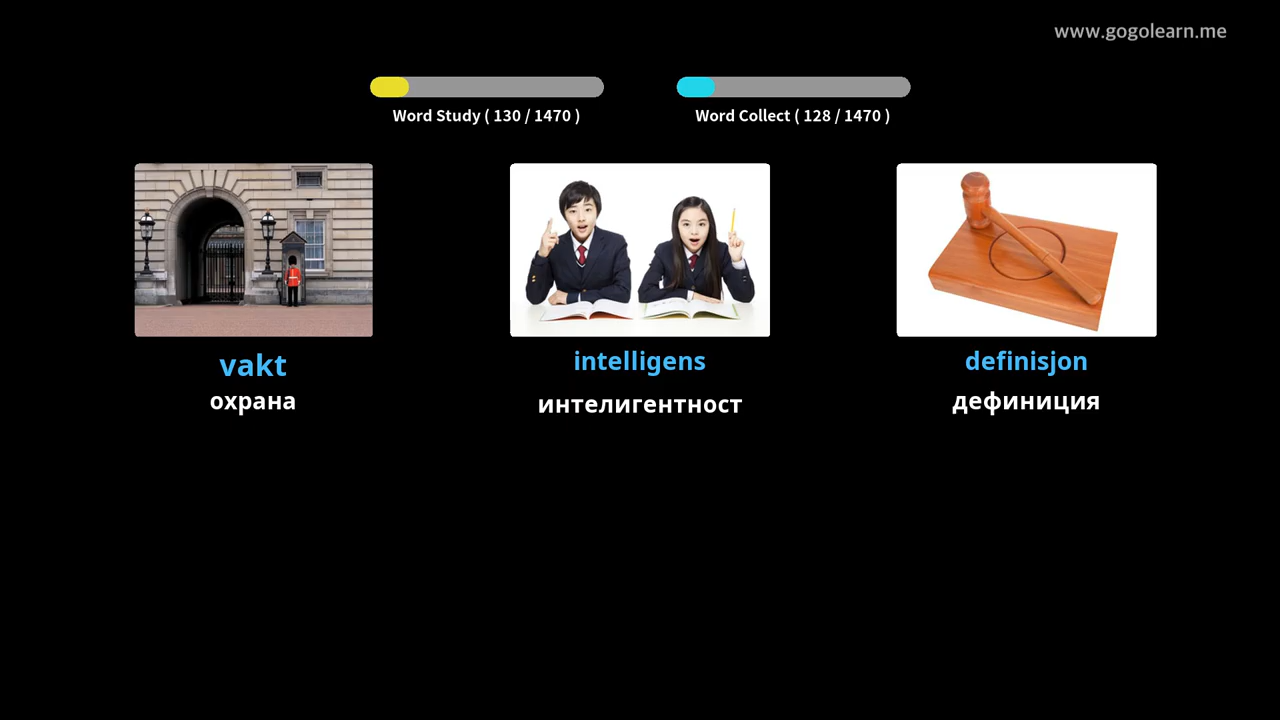 www.gogolearn.me
Word Study ( 130 / 1470 )
Word Collect ( 128 / 1470 )
vakt
охрана
intelligens
интелигентност
definisjon
дефиниция